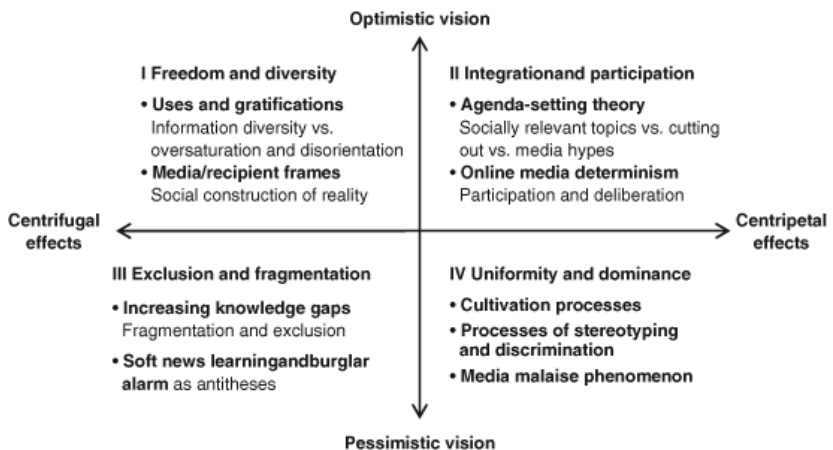 Optimistic vision
I Freedom and diversity
• Uses and gratifications
Information diversity vs.
oversaturation and disorientation
• Media/recipient frames
Social construction of reality
II Integrationand participation
• Agenda-setting theory
Socially relevant topics vs. cutting
out vs. media hypes
• Online media determinism
Participation and deliberation
Centrifugal
effects
Centripetal
effects
III Exclusion and fragmentation
• Increasing knowledge gaps
Fragmentation and exclusion
• Soft news learningandburglar
alarm as antitheses
IV Uniformity and dominance
• Cultivation processes
• Processes of stereotyping
and discrimination
• Media malaise phenomenon
Pessimistic vision